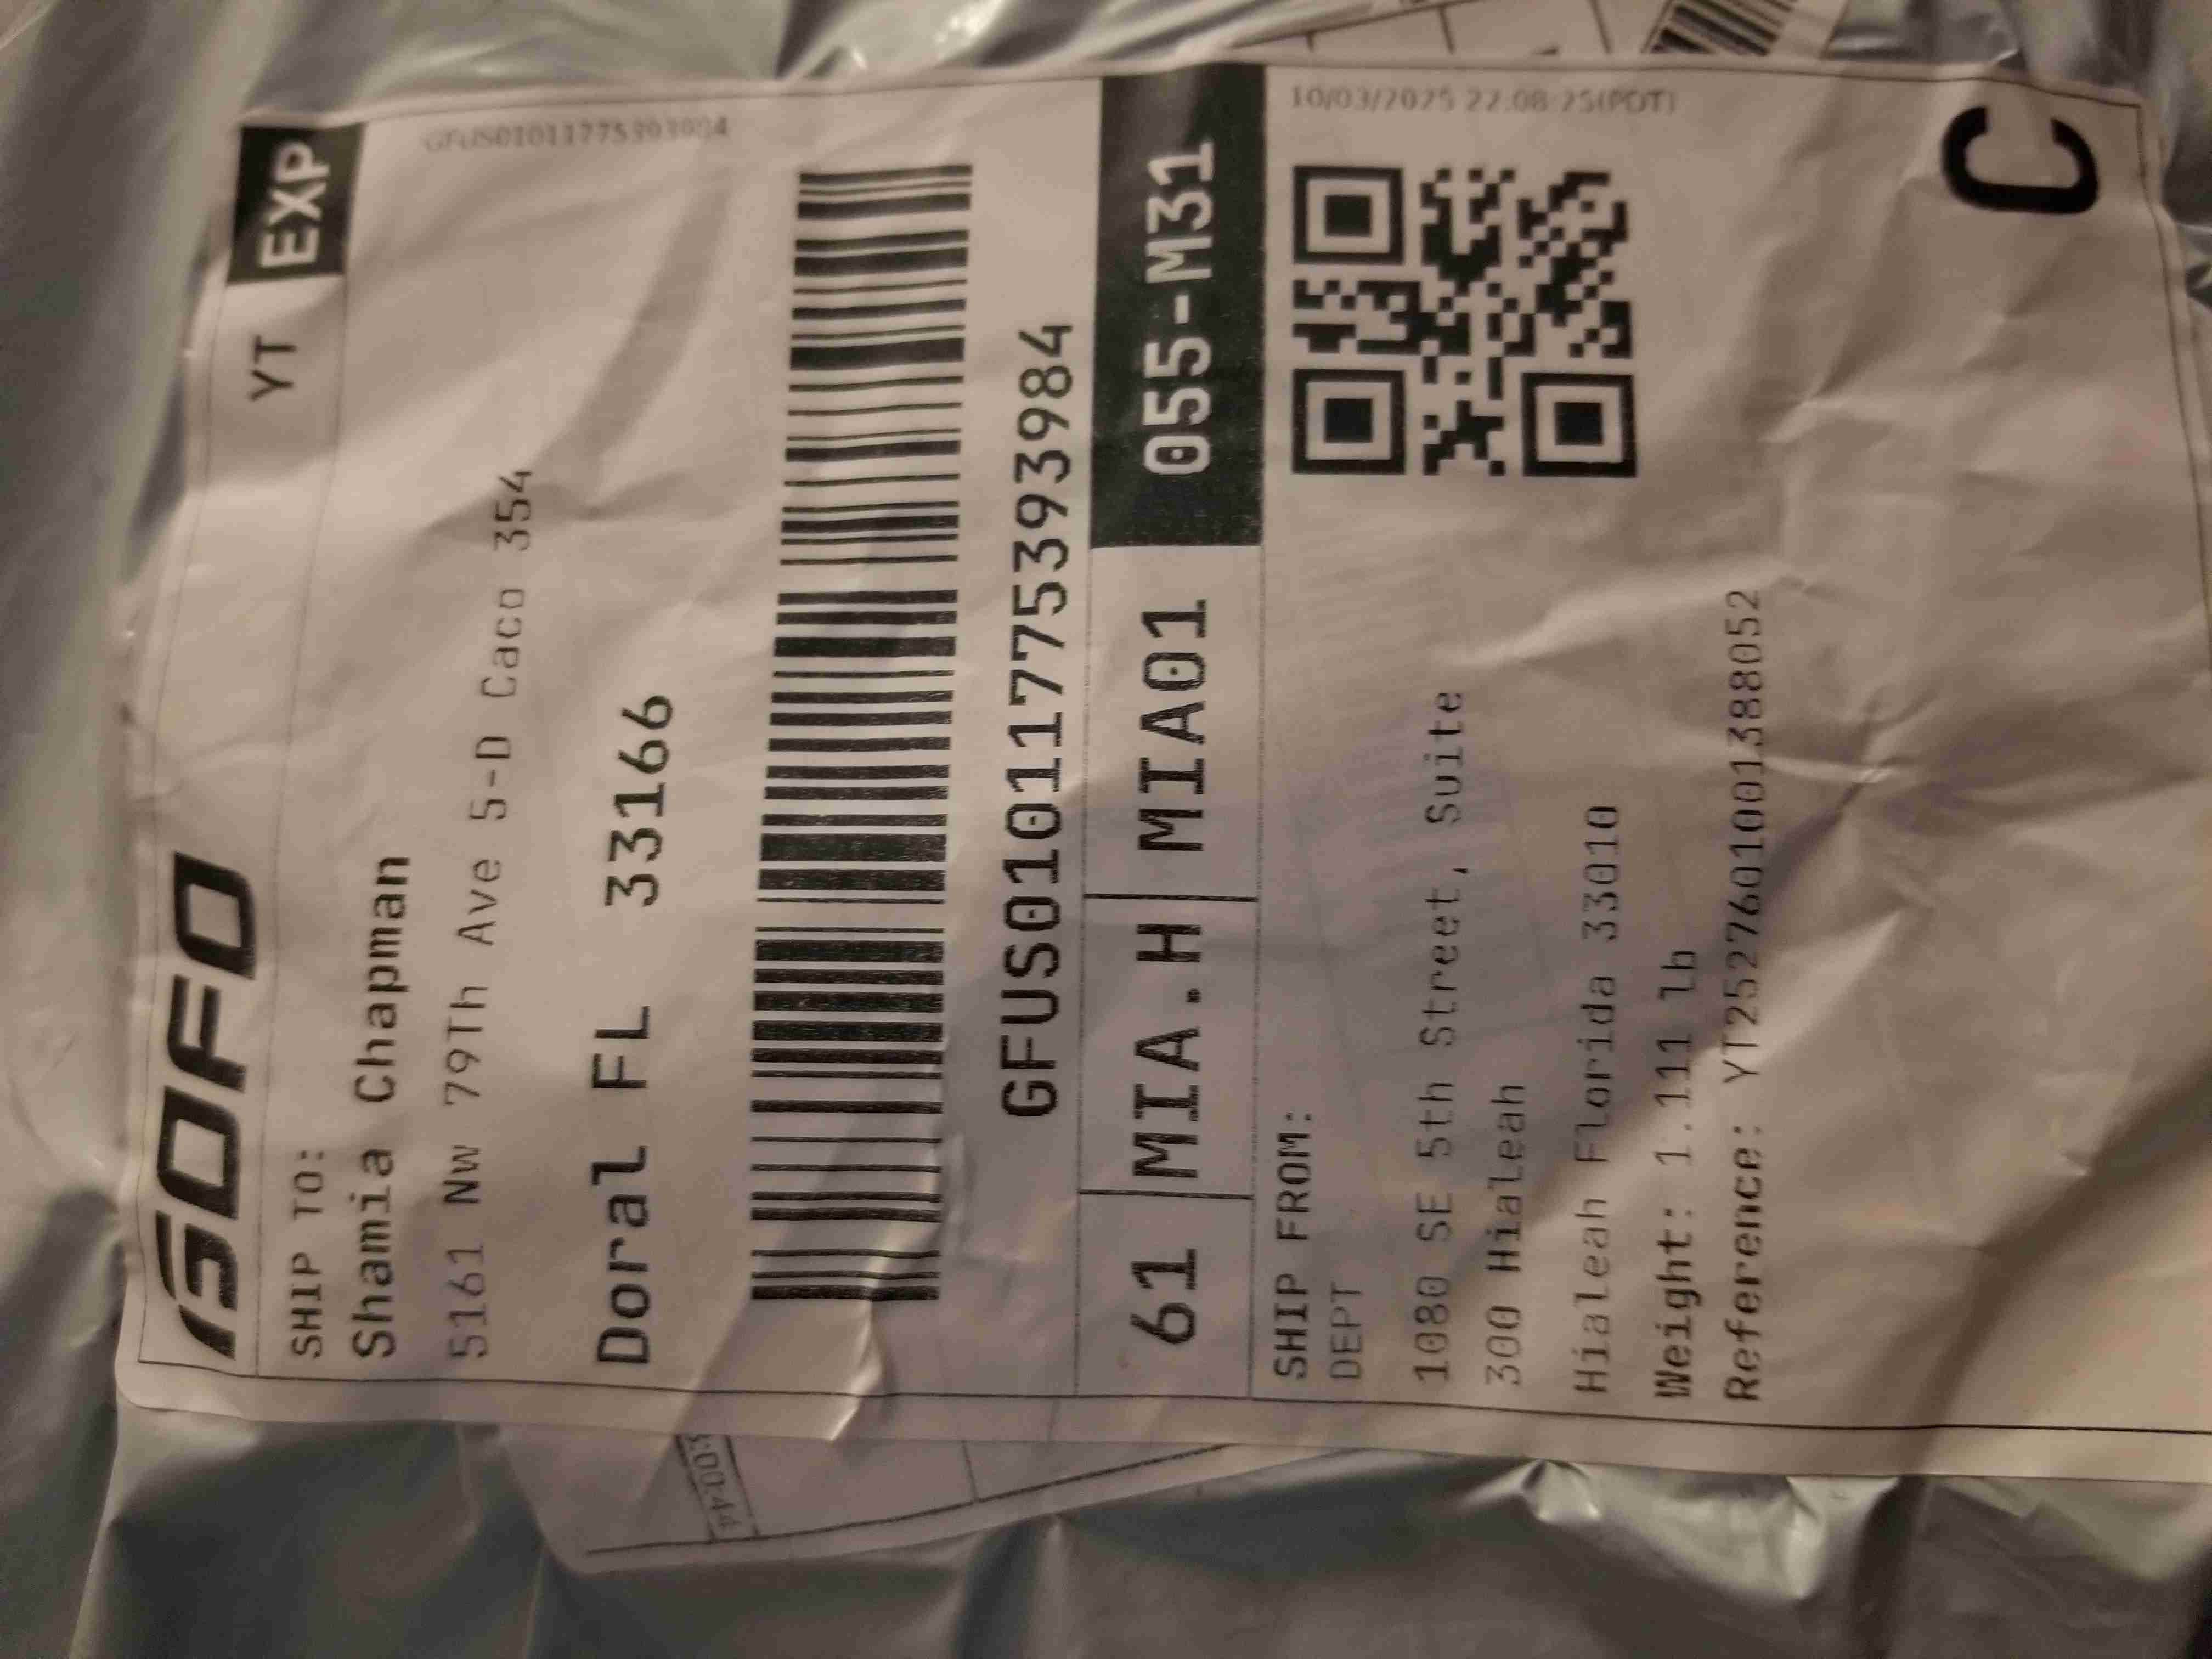 GOFO
YT EXP
SHIP TO:
GFUS01011775393984
Shamia Chapman
5161 Nw 79Th Ave 5-D Caco 354
Doral FL 33166
GFUS01011775393984
61 MIA.H MIA01 055-M31
SHIP FROM:
10/03/2025 22:08:25(PDT)
DEPT
1080 SE 5th Street, Suite
300 Hialeah
Hialeah Florida 33010
Weight: 1.111 lb
Reference: YT2527601001388052
C